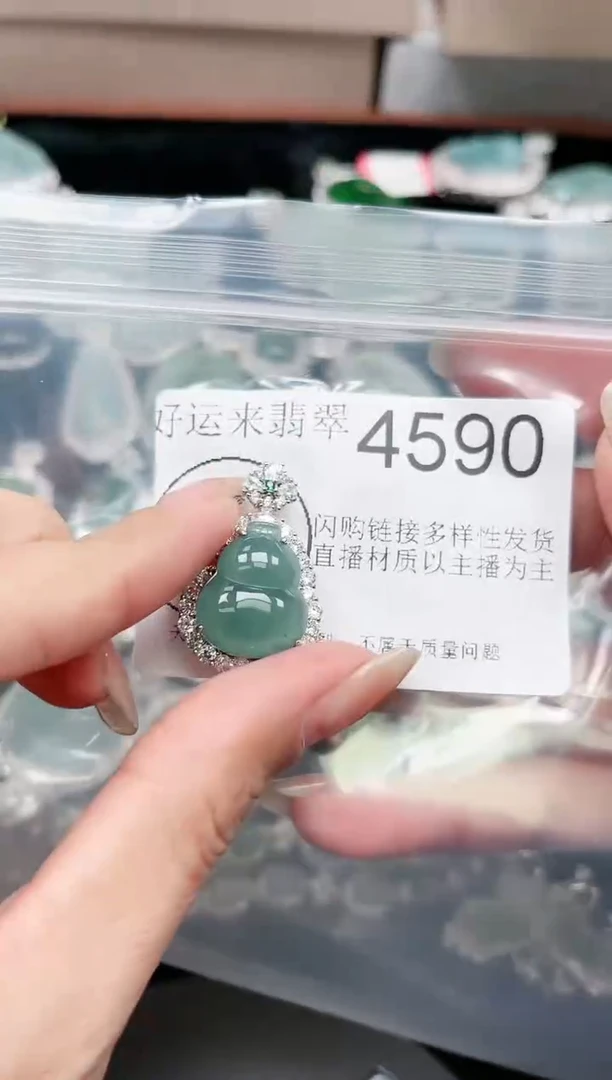 好运来翡翠 4590
闪购链接多样性发货
直播材质以主播为主
不属于质量问题